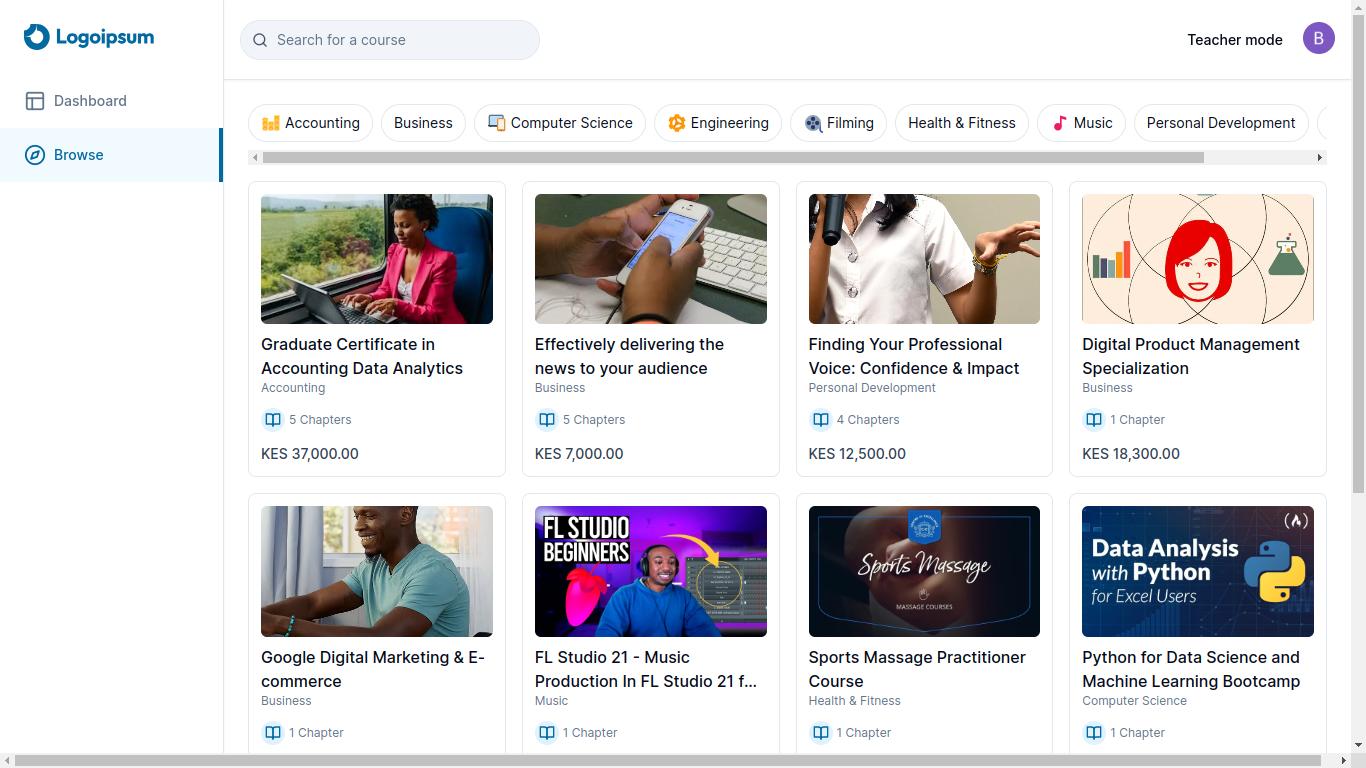 Logoipsum
Search for a course
Teacher mode
B
Dashboard
Browse
Accounting
Business
Computer Science
Engineering
Filming
Health & Fitness
Music
Personal Development
Graduate Certificate in
Accounting Data Analytics
Accounting
5 Chapters
KES 37,000.00
Effectively delivering the
news to your audience
Business
5 Chapters
KES 7,000.00
Finding Your Professional
Voice: Confidence & Impact
Personal Development
4 Chapters
KES 12,500.00
Digital Product Management
Specialization
Business
1 Chapter
KES 18,300.00
Google Digital Marketing & E-
commerce
Business
1 Chapter
FL STUDIO
BEGINNERS
FL Studio 21 - Music
Production In FL Studio 21 f...
Music
1 Chapter
Sports Massage
MASSAGE COURSES
Sports Massage Practitioner
Course
Health & Fitness
1 Chapter
Data Analysis
with Python
for Excel Users
Python for Data Science and
Machine Learning Bootcamp
Computer Science
1 Chapter